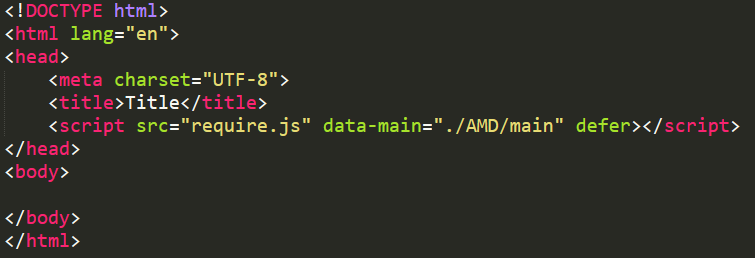 <!DOCTYPE html>
<html lang="en">
<head>
    <meta charset="UTF-8">
    <title>Title</title>
    <script src="require.js" data-main="./AMD/main" defer></script>
</head>
<body>

</body>
</html>